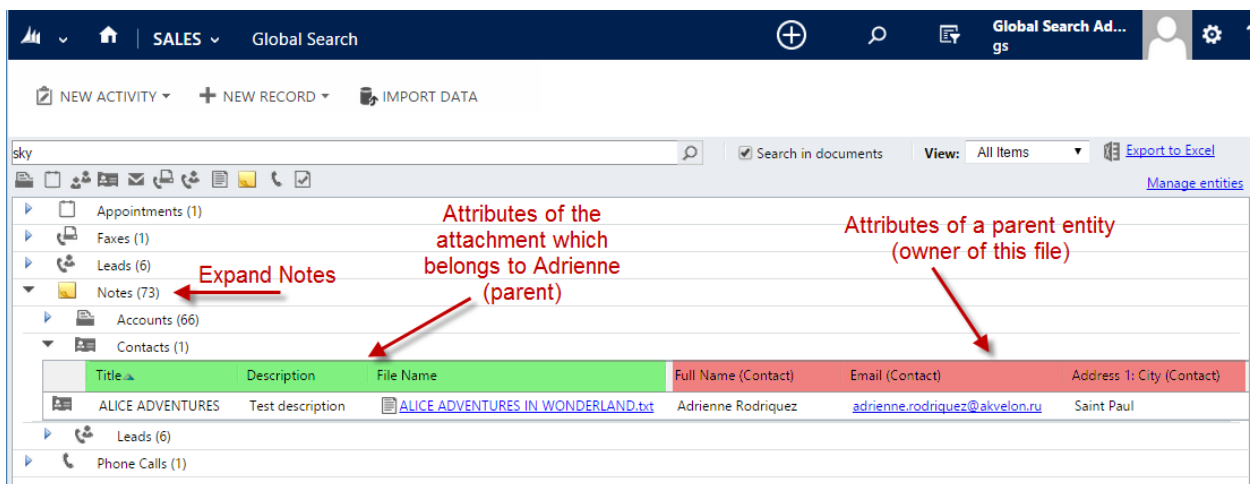 SALES
Global Search
Global Search Ad...
gs
NEW ACTIVITY
NEW RECORD
IMPORT DATA
sky
Search in documents
View:
All Items
Export to Excel
Manage entities
Appointments (1)
Faxes (1)
Leads (6)
Notes (73)
Expand Notes
Attributes of the
attachment which
belongs to Adrienne
(parent)
Attributes of a parent entity
(owner of this file)
Accounts (66)
Contacts (1)
Title
Description
File Name
Full Name (Contact)
Email (Contact)
Address 1: City (Contact)
ALICE ADVENTURES
Test description
ALICE ADVENTURES IN WONDERLAND.txt
Adrienne Rodriquez
adrienne.rodriquez@akvelon.ru
Saint Paul
Leads (6)
Phone Calls (1)